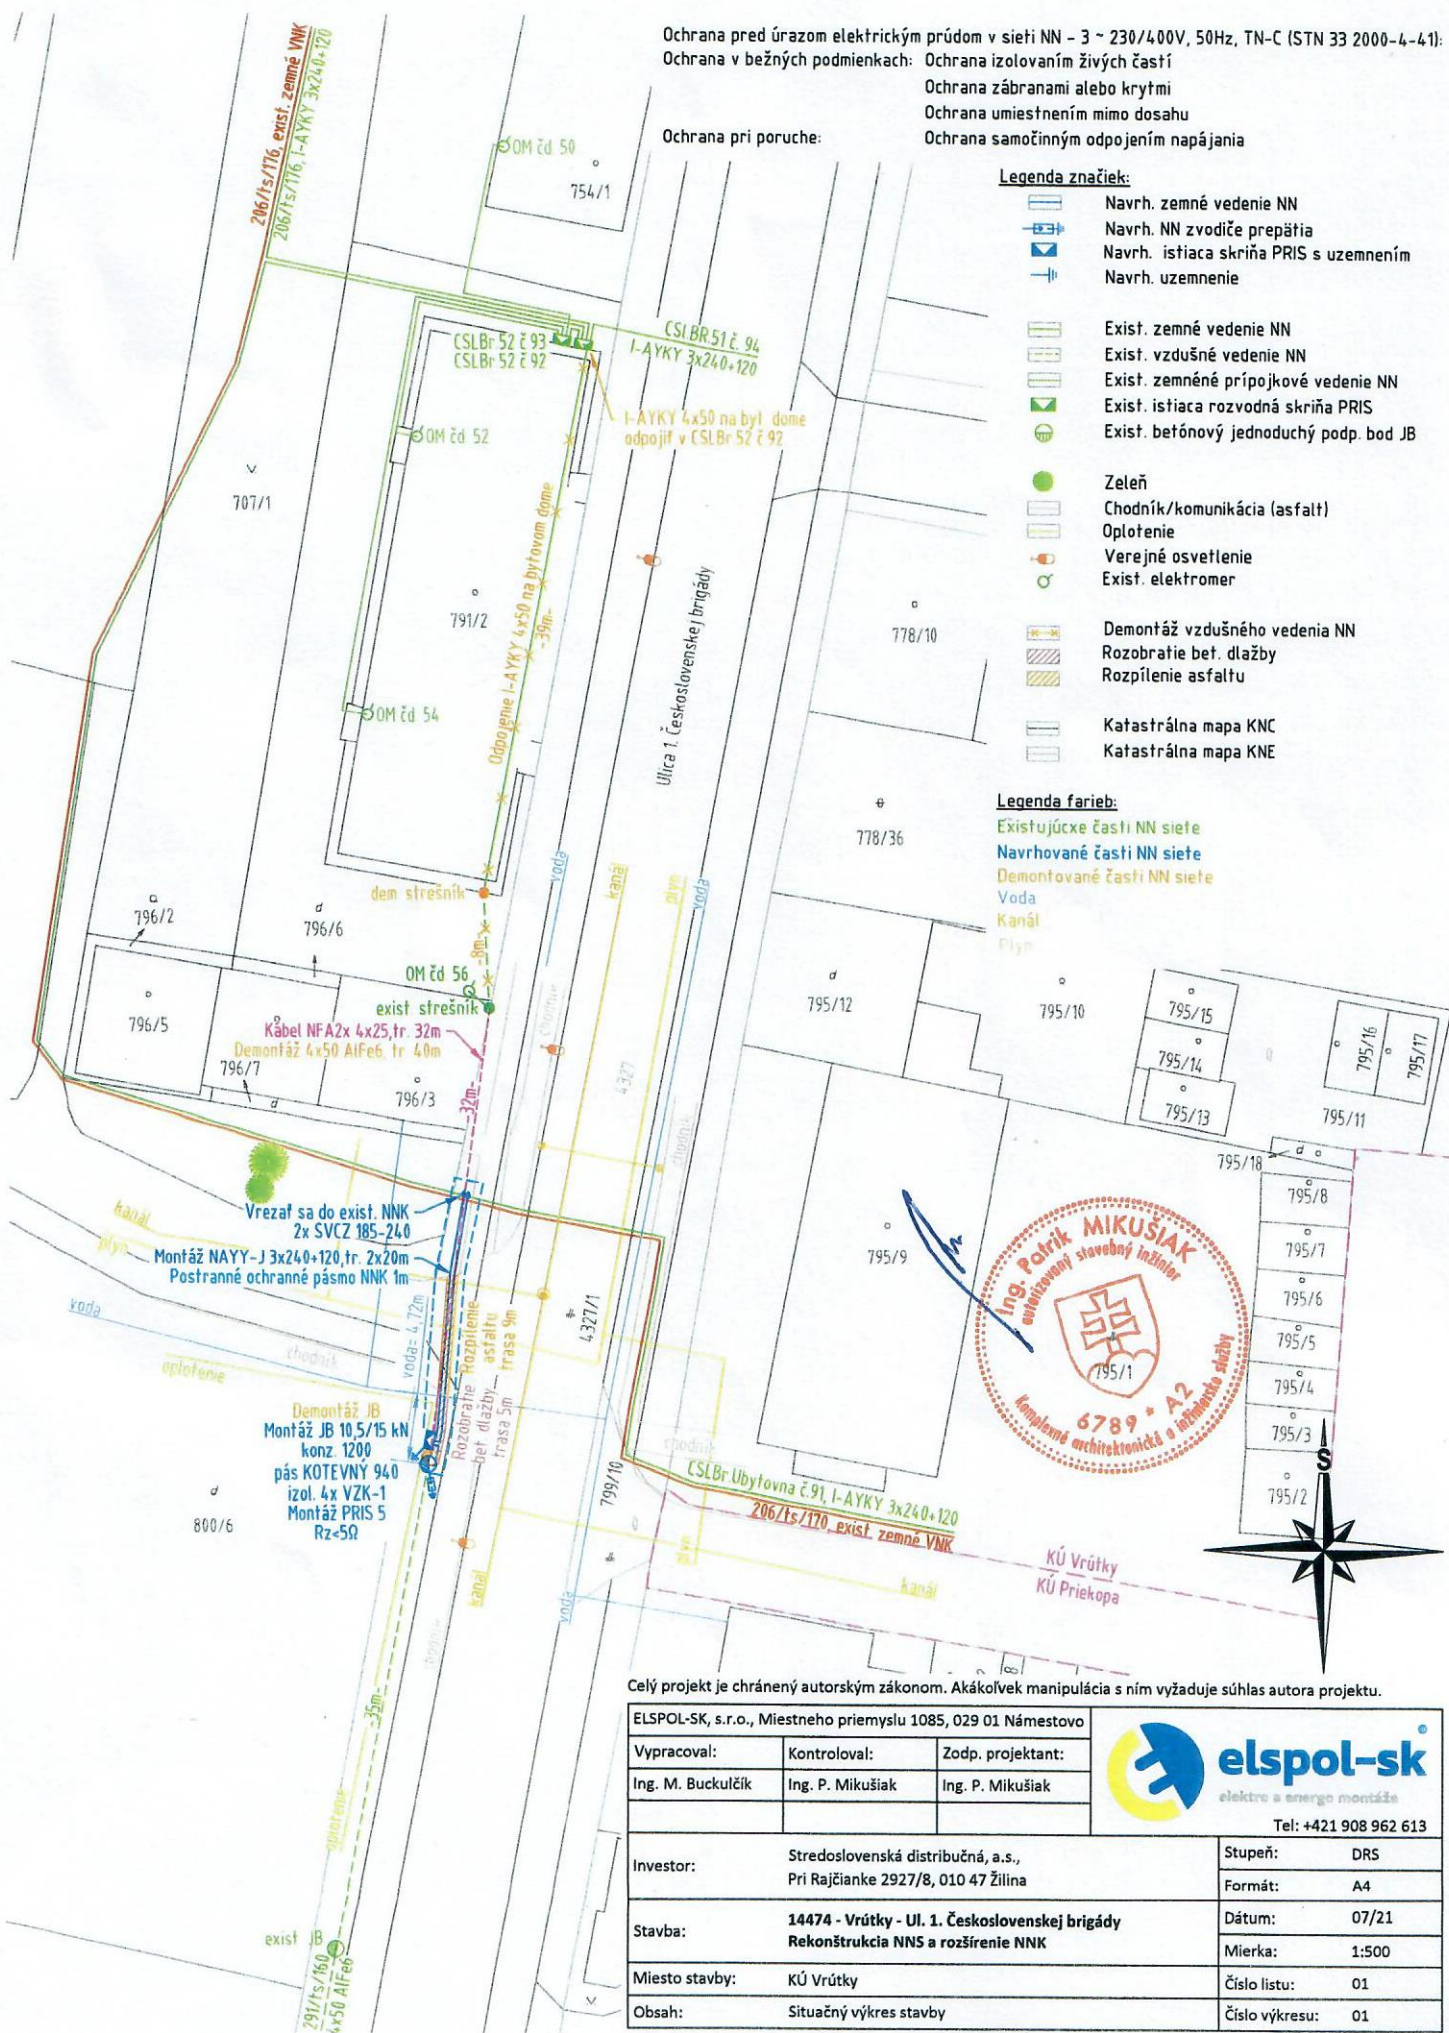 Ochrana pred úrazom elektrickým prúdom v sieti NN - 3 ~ 230/400V, 50Hz, TN-C (STN 33 2000-4-41):
Ochrana v bežných podmienkach: Ochrana izolovaním živých častí
Ochrana zábranami alebo krytmi
Ochrana umiestnením mimo dosahu
Ochrana pri poruche: Ochrana samočinným odpojením napájania
Legenda značiek:
Navrh. zemné vedenie NN
Navrh. NN zvodiče prepätia
Navrh. istiaca skriňa PRIS s uzemnením
Navrh. uzemnenie
Exist. zemné vedenie NN
Exist. vzdušné vedenie NN
Exist. zemnéné prípojkové vedenie NN
Exist. istiaca rozvodná skriňa PRIS
Exist. betónový jednoduchý podp. bod JB
Zeleň
Chodník/komunikácia (asfalt)
Oplotenie
Verejné osvetlenie
Exist. elektromer
Demontáž vzdušného vedenia NN
Rozobratie bet. dlažby
Rozpílenie asfaltu
Katastrálna mapa KNC
Katastrálna mapa KNE
Legenda farieb:
Existujúcxe časti NN siete
Navrhované časti NN siete
Demontované časti NN siete
Voda
Kanál
Plyn
206/ts/176, exist. zemné VNK
206/ts/176, I-AYKY 3x240+120
OM čd 50
754/1
CSLBr 52 č 93
CSLBr 52 č 92
CSLBR.51 č. 94
I-AYKY 3x240+120
I-AYKY 4x50 na byt dome
odpojiť v CSLBr 52 č 92
OM čd 52
707/1
791/2
Odpojenie I-AYKY 4x50 na bytovom dome
-39m-
Ulica 1. Československej brigády
778/10
OM čd 54
778/36
voda
kanál
plyn
voda
dem strešník
796/2
796/6
-8m-
OM čd 56
exist strešník
chodník
795/12
795/10
795/15
795/14
795/13
795/16
795/17
795/11
796/5
Kábel NFA2x 4x25,tr. 32m
Demontáž 4x50 AlFe6, tr 40m
796/7
796/3
-32m-
4327
chodník
795/18
795/8
795/7
795/6
795/5
795/4
795/3
795/2
Vrezať sa do exist. NNK
2x SVCZ 185-240
Montáž NAYY-J 3x240+120,tr. 2x20m
Postranné ochranné pásmo NNK 1m
kanál
plyn
voda
chodník
oplotenie
voda= 4,72m
Rozpílenie
asfaltu
trasa 9m
Rozobratie
bet dlažby
trasa 5m
4327/1
795/9
795/1
Ing. Patrik MIKUŠIAK
autorizovaný stavebný inžinier
6789 * A2
Komplexné architektonické a inžinierske služby
Demontáž JB
Montáž JB 10,5/15 kN
konz. 1200
pás KOTEVNÝ 940
izol. 4x VZK-1
Montáž PRIS 5
Rz<5Ω
800/6
799/10
chodník
CSLBr.Ubytovna č.91, I-AYKY 3x240+120
206/ts/170, exist zemné VNK
KÚ Vrútky
KÚ Priekopa
S
kanál
voda
plyn
kanál
chodník
-35m-
oplotenie
exist JB
291/ts/160
4x50 AlFe6
Celý projekt je chránený autorským zákonom. Akákoľvek manipulácia s ním vyžaduje súhlas autora projektu.
ELSPOL-SK, s.r.o., Miestneho priemyslu 1085, 029 01 Námestovo
Vypracoval: Kontroloval: Zodp. projektant:
Ing. M. Buckulčík Ing. P. Mikušiak Ing. P. Mikušiak
elspol-sk
elektro a energo montáže
Tel: +421 908 962 613
Investor: Stredoslovenská distribučná, a.s.,
Pri Rajčianke 2927/8, 010 47 Žilina
Stupeň: DRS
Formát: A4
Stavba: 14474 - Vrútky - Ul. 1. Československej brigády
Rekonštrukcia NNS a rozšírenie NNK
Dátum: 07/21
Mierka: 1:500
Miesto stavby: KÚ Vrútky
Číslo listu: 01
Obsah: Situačný výkres stavby
Číslo výkresu: 01